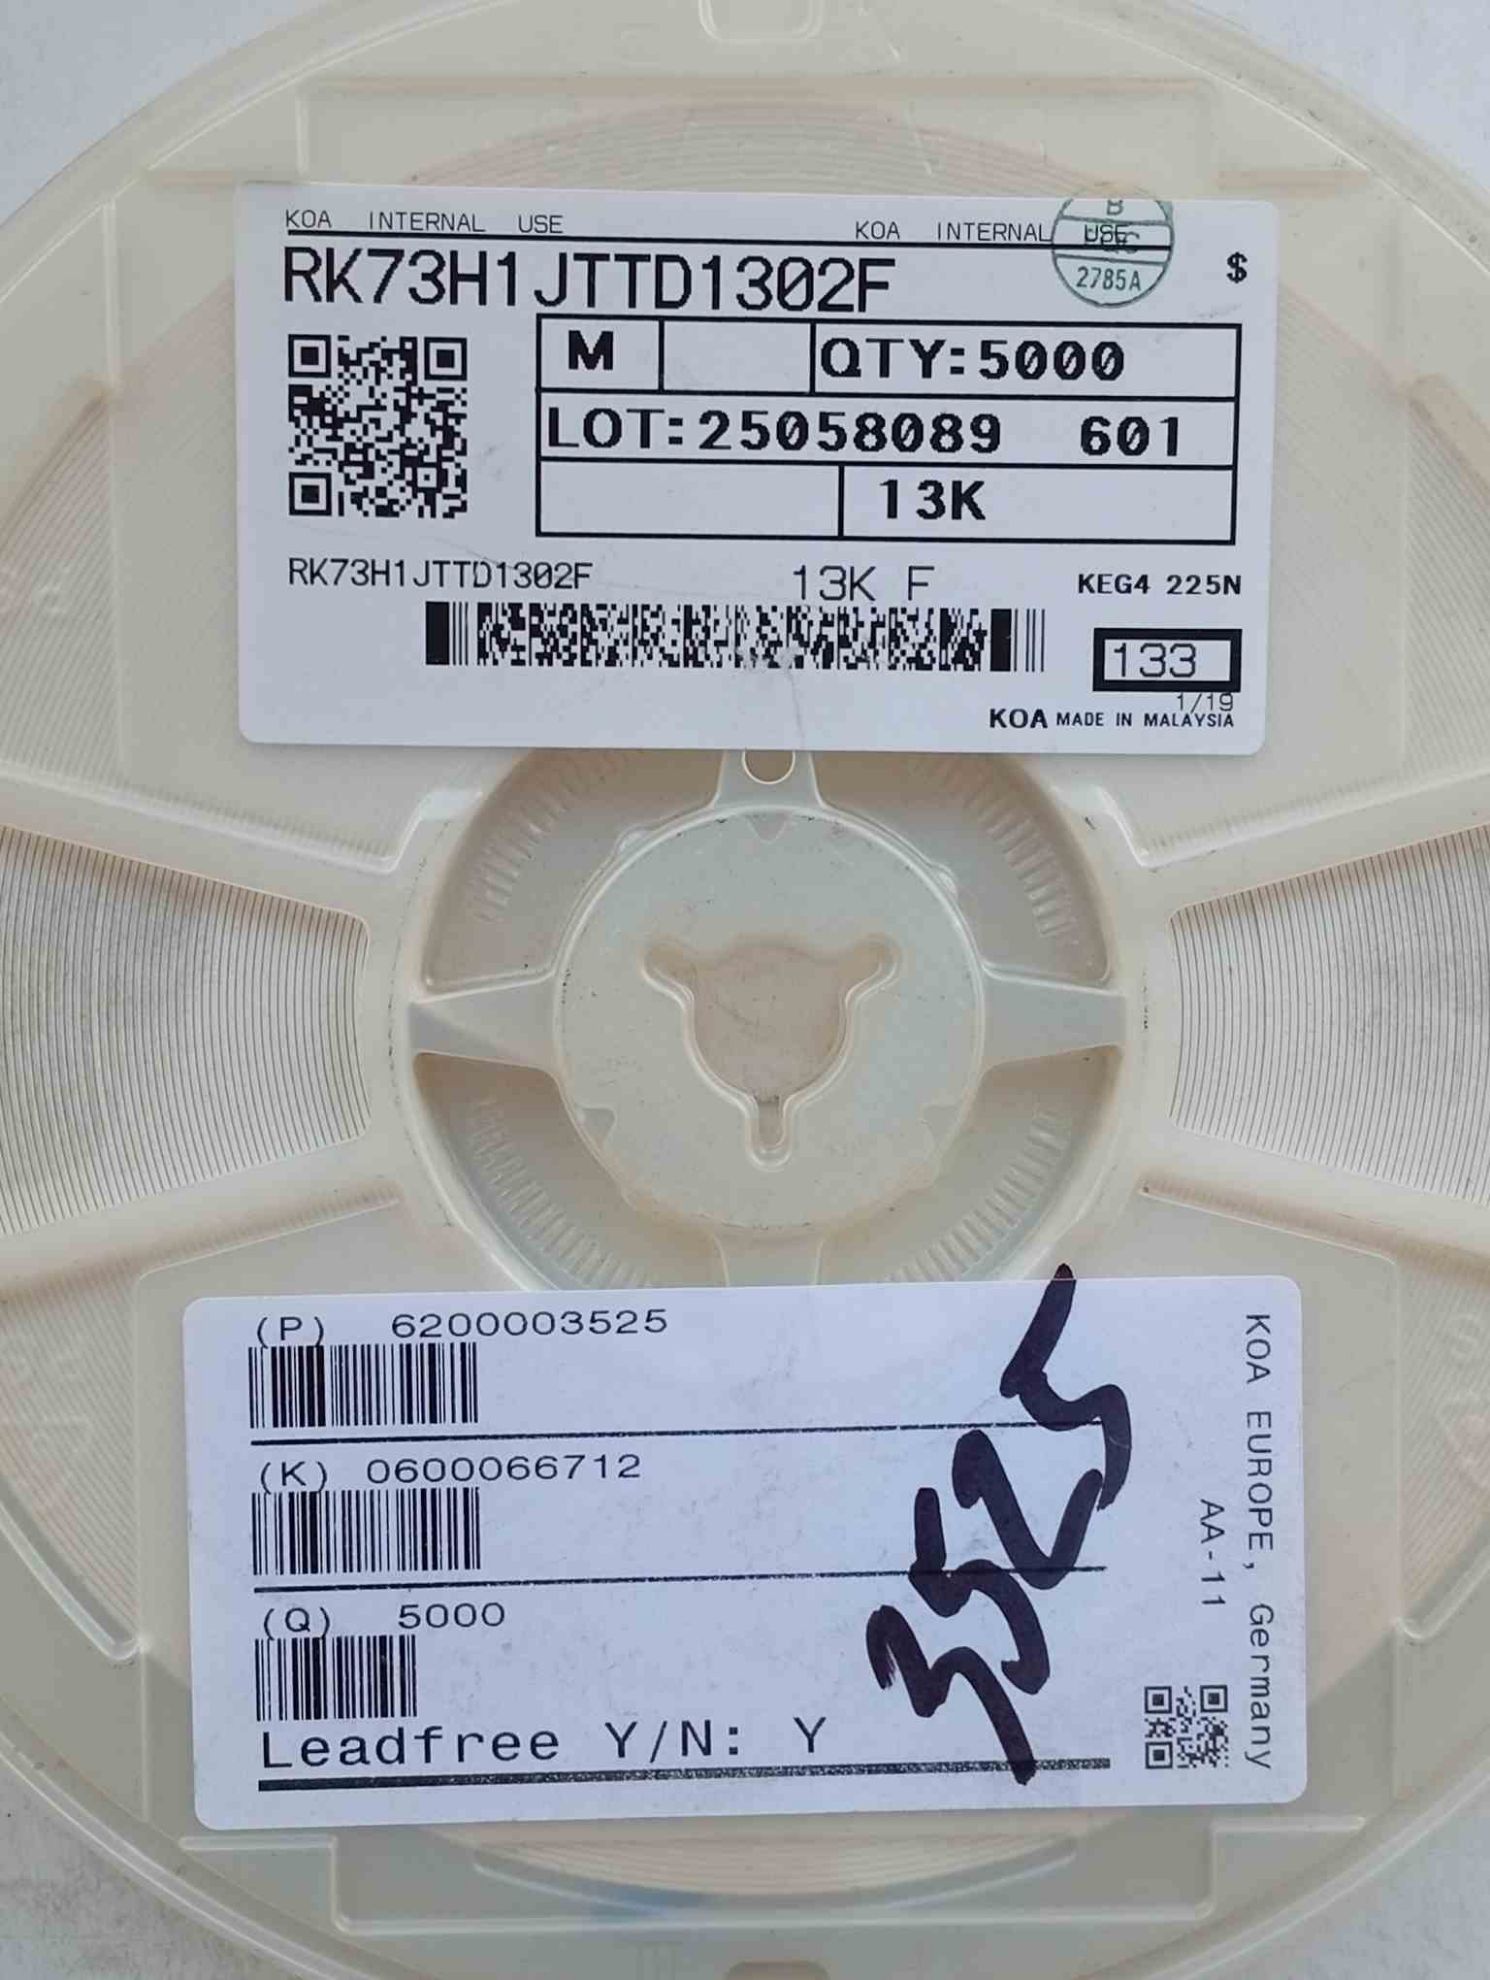 KOA INTERNAL USE KOA INTERNAL USE
B
2785A
$
RK73H1JTTD1302F
M QTY:5000
LOT:25058089 601
13K
RK73H1JTTD1302F 13K F KEG4 225N
133
1/19
KOA MADE IN MALAYSIA
(P) 6200003525
(K) 0600066712
(Q) 5000
Leadfree Y/N: Y
3525
KOA EUROPE, Germany
AA-11